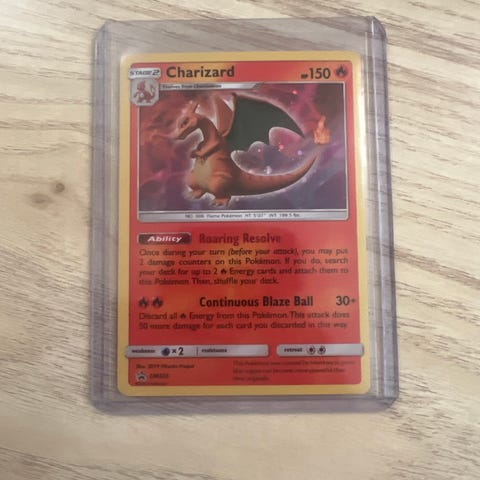 STAGE 2 Charizard HP 150
Evolves from Charmeleon
NO. 006 Flame Pokémon HT: 5'07" WT: 199.5 lbs.
Ability Roaring Resolve
Once during your turn (before your attack), you may put
2 damage counters on this Pokémon. If you do, search
your deck for up to 2 Energy cards and attach them to
this Pokémon. Then, shuffle your deck.
Continuous Blaze Ball 30+
Discard all Energy from this Pokémon. This attack does
50 more damage for each card you discarded in this way.
weakness ×2 resistance retreat